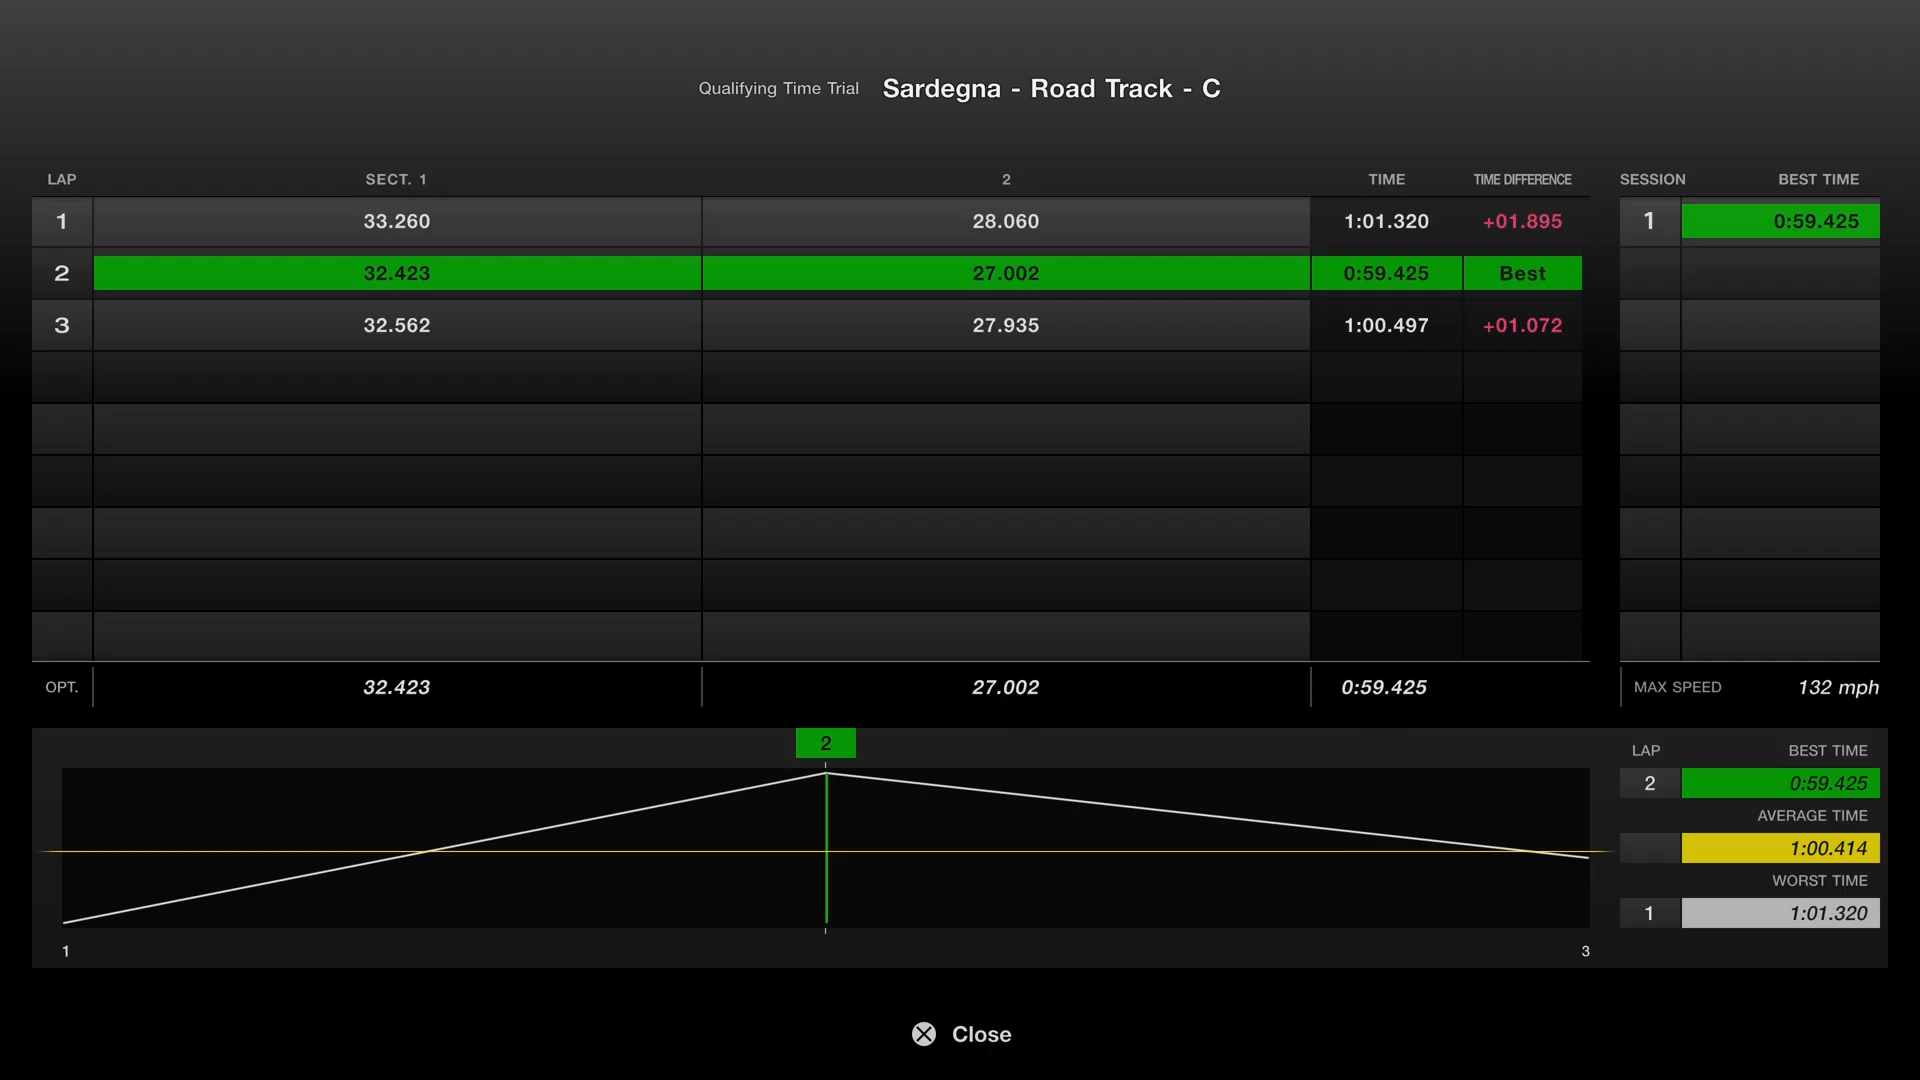 Qualifying Time Trial Sardegna - Road Track - C
LAP SECT. 1 2 TIME TIME DIFFERENCE SESSION BEST TIME
1 33.260 28.060 1:01.320 +01.895 1 0:59.425
2 32.423 27.002 0:59.425 Best
3 32.562 27.935 1:00.497 +01.072
OPT. 32.423 27.002 0:59.425 MAX SPEED 132 mph
2
LAP BEST TIME
2 0:59.425
AVERAGE TIME
1:00.414
WORST TIME
1 1:01.320
1 3
Close